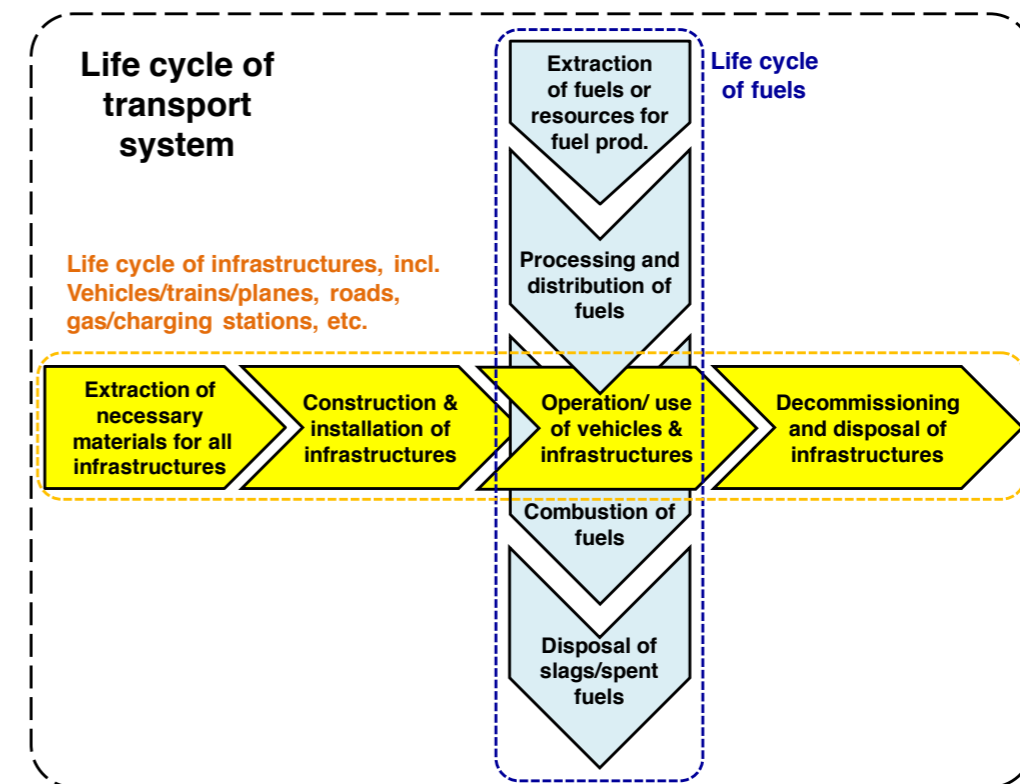 Life cycle of
transport
system
Extraction
of fuels or
resources for
fuel prod.
Life cycle
of fuels
Processing and
distribution of
fuels
Life cycle of infrastructures, incl.
Vehicles/trains/planes, roads,
gas/charging stations, etc.
Extraction of
necessary
materials for all
infrastructures
Construction &
installation of
infrastructures
Operation/ use
of vehicles &
infrastructures
Decommissioning
and disposal of
infrastructures
Combustion of
fuels
Disposal of
slags/spent
fuels